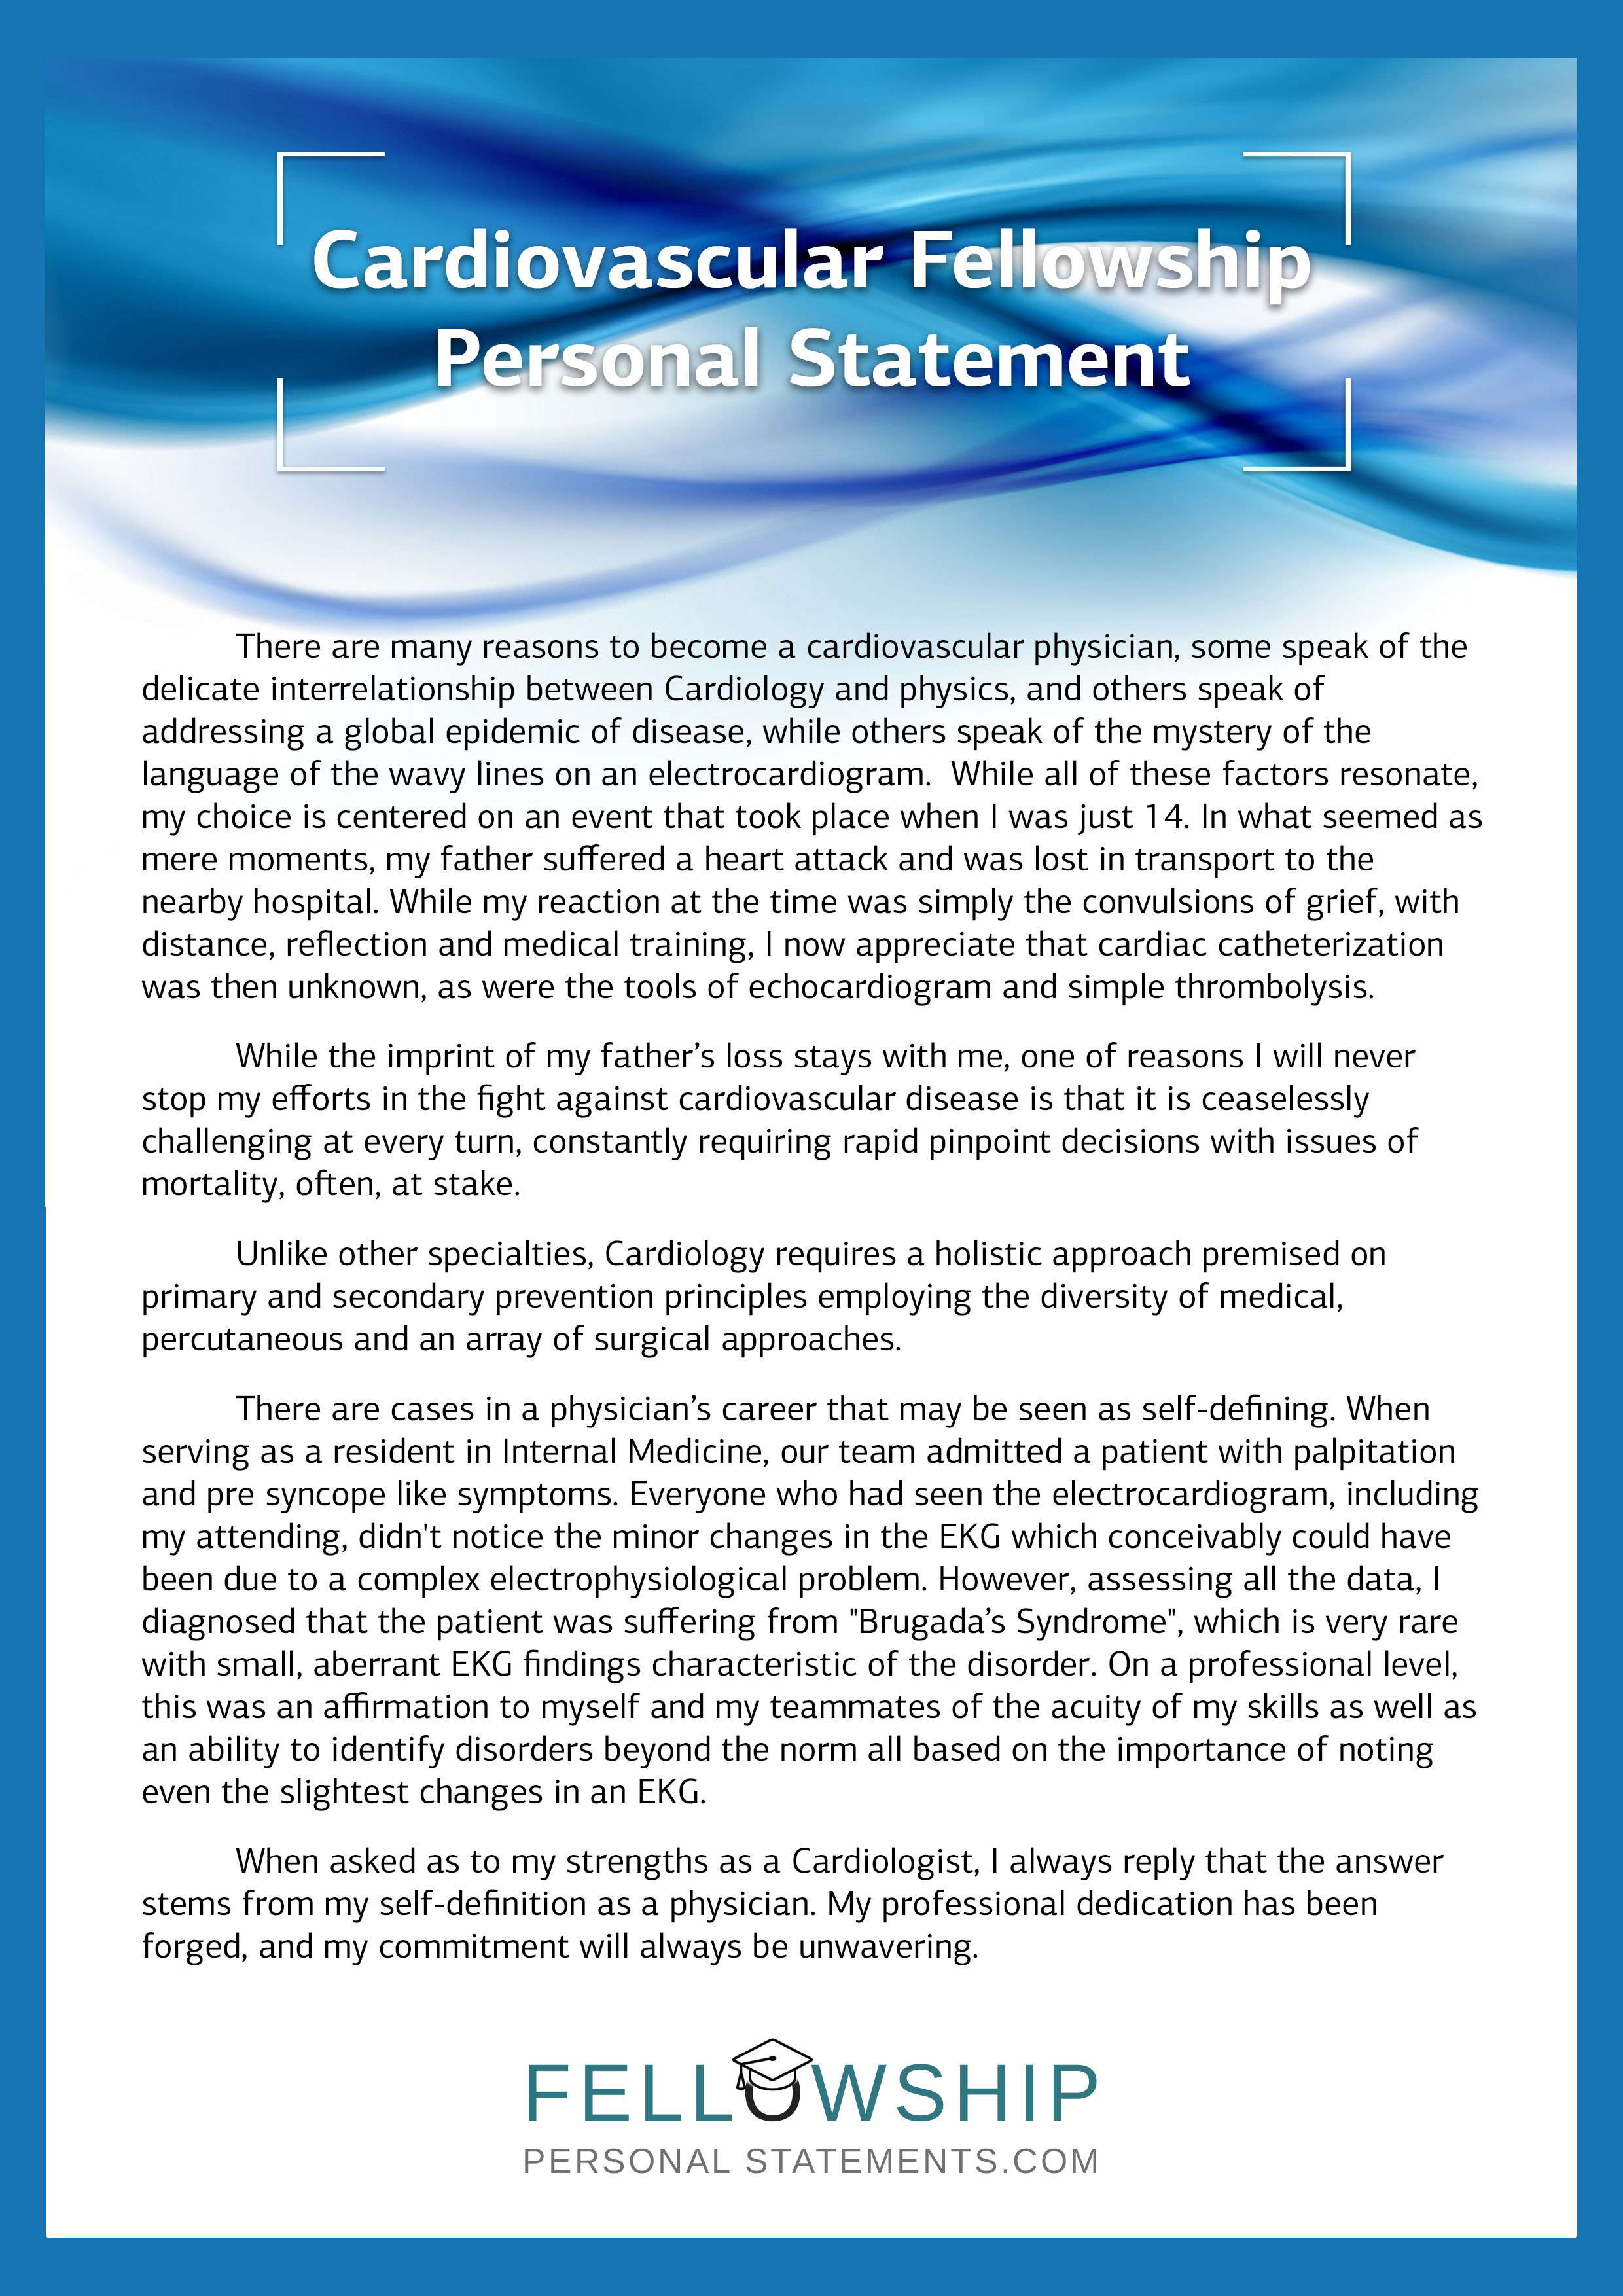 Cardiovascular Fellowship
Personal Statement
There are many reasons to become a cardiovascular physician, some speak of the
delicate interrelationship between Cardiology and physics, and others speak of
addressing a global epidemic of disease, while others speak of the mystery of the
language of the wavy lines on an electrocardiogram.  While all of these factors resonate,
my choice is centered on an event that took place when I was just 14. In what seemed as
mere moments, my father suffered a heart attack and was lost in transport to the
nearby hospital. While my reaction at the time was simply the convulsions of grief, with
distance, reflection and medical training, I now appreciate that cardiac catheterization
was then unknown, as were the tools of echocardiogram and simple thrombolysis.
While the imprint of my father’s loss stays with me, one of reasons I will never
stop my efforts in the fight against cardiovascular disease is that it is ceaselessly
challenging at every turn, constantly requiring rapid pinpoint decisions with issues of
mortality, often, at stake.
Unlike other specialties, Cardiology requires a holistic approach premised on
primary and secondary prevention principles employing the diversity of medical,
percutaneous and an array of surgical approaches.
There are cases in a physician’s career that may be seen as self-defining. When
serving as a resident in Internal Medicine, our team admitted a patient with palpitation
and pre syncope like symptoms. Everyone who had seen the electrocardiogram, including
my attending, didn't notice the minor changes in the EKG which conceivably could have
been due to a complex electrophysiological problem. However, assessing all the data, I
diagnosed that the patient was suffering from "Brugada’s Syndrome", which is very rare
with small, aberrant EKG findings characteristic of the disorder. On a professional level,
this was an affirmation to myself and my teammates of the acuity of my skills as well as
an ability to identify disorders beyond the norm all based on the importance of noting
even the slightest changes in an EKG.
When asked as to my strengths as a Cardiologist, I always reply that the answer
stems from my self-definition as a physician. My professional dedication has been
forged, and my commitment will always be unwavering.
FELLOWSHIP
PERSONAL STATEMENTS.COM